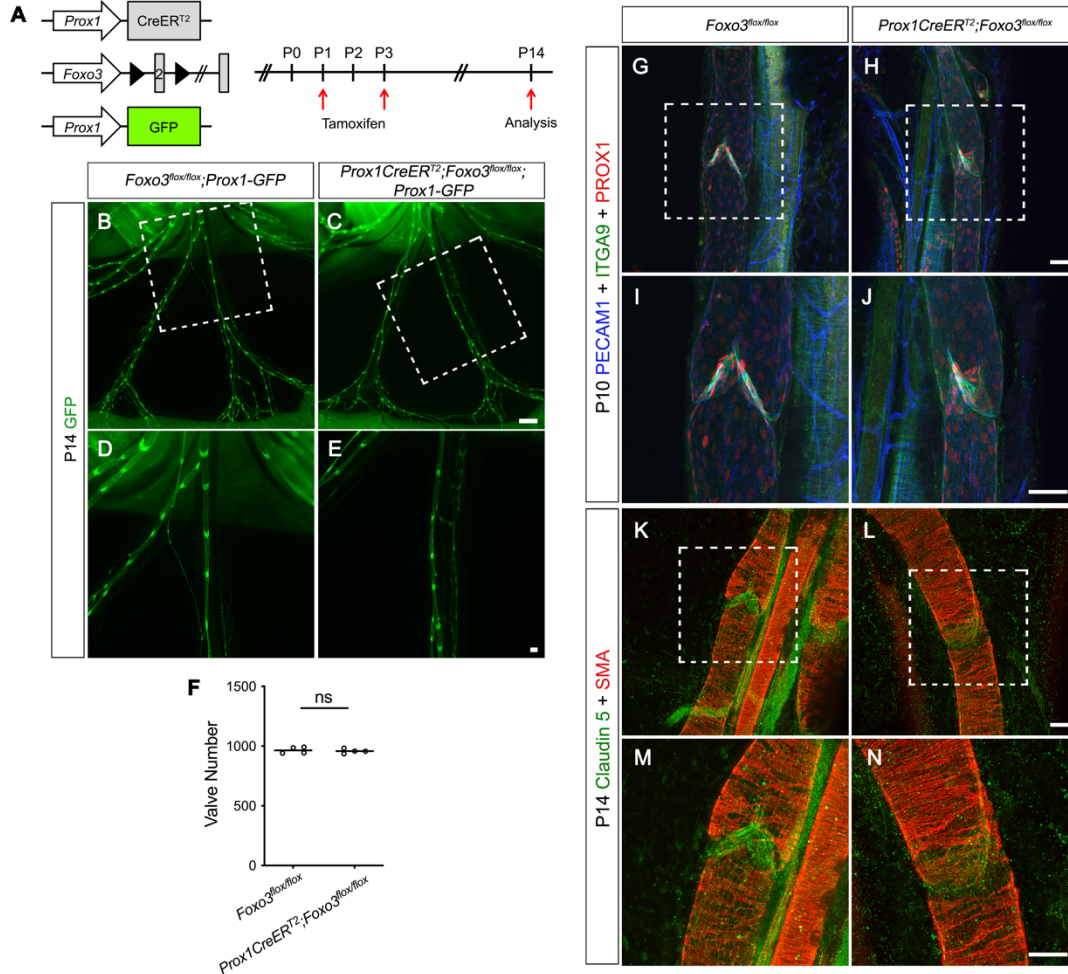 A
Prox1
CreERT2
Foxo3
2
Prox1
GFP
P0 P1 P2 P3 P14
Tamoxifen
Analysis
Foxo3flox/flox;Prox1-GFP
Prox1CreERT2;Foxo3flox/flox;
Prox1-GFP
P14 GFP
B
C
D
E
F
Valve Number
1500
1000
500
0
ns
Foxo3flox/flox
Prox1CreERT2;Foxo3flox/flox
Foxo3flox/flox
Prox1CreERT2;Foxo3flox/flox
P10 PECAM1 + ITGA9 + PROX1
G
H
I
J
P14 Claudin 5 + SMA
K
L
M
N